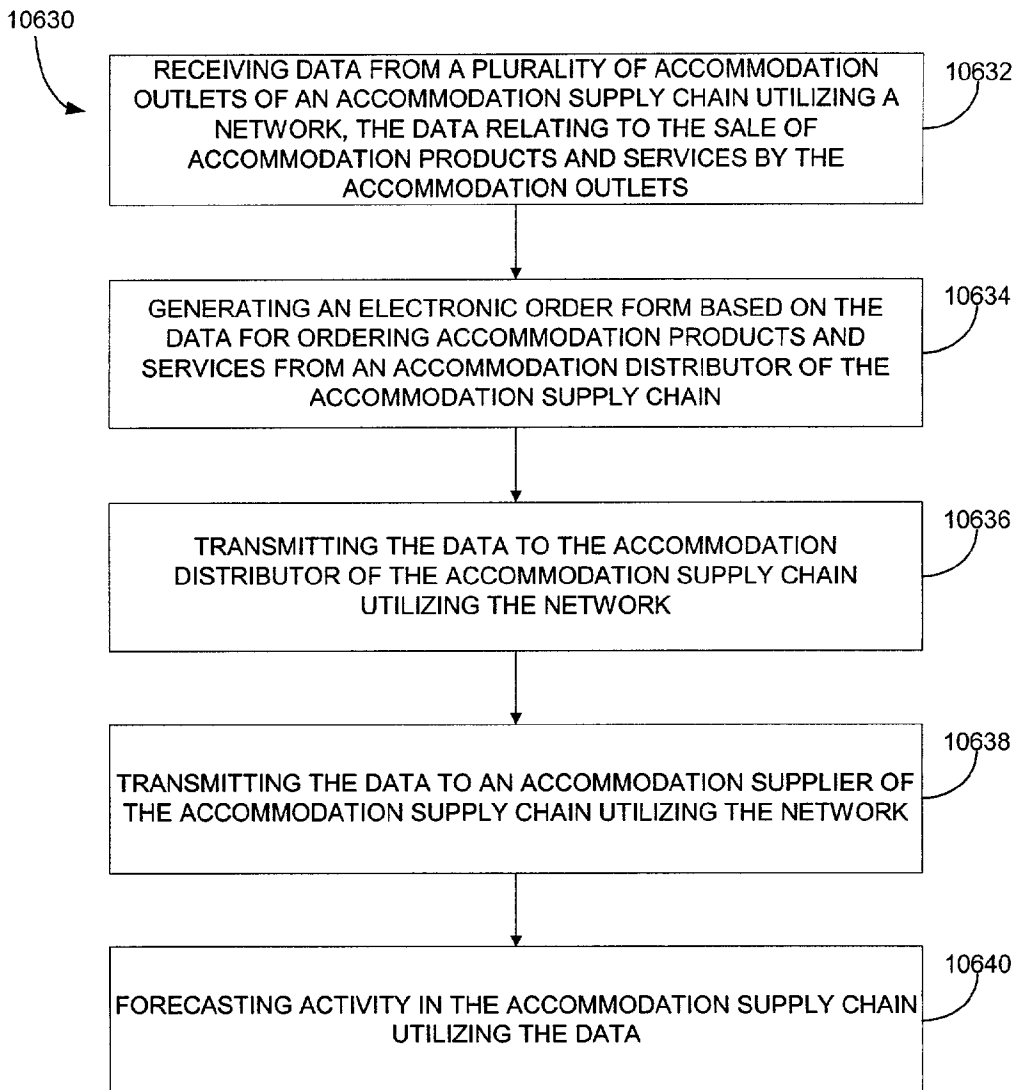 10630
RECEIVING DATA FROM A PLURALITY OF ACCOMMODATION
OUTLETS OF AN ACCOMMODATION SUPPLY CHAIN UTILIZING A
NETWORK, THE DATA RELATING TO THE SALE OF
ACCOMMODATION PRODUCTS AND SERVICES BY THE
ACCOMMODATION OUTLETS
10632
GENERATING AN ELECTRONIC ORDER FORM BASED ON THE
DATA FOR ORDERING ACCOMMODATION PRODUCTS AND
SERVICES FROM AN ACCOMMODATION DISTRIBUTOR OF THE
ACCOMMODATION SUPPLY CHAIN
10634
TRANSMITTING THE DATA TO THE ACCOMMODATION
DISTRIBUTOR OF THE ACCOMMODATION SUPPLY CHAIN
UTILIZING THE NETWORK
10636
TRANSMITTING THE DATA TO AN ACCOMMODATION SUPPLIER OF
THE ACCOMMODATION SUPPLY CHAIN UTILIZING THE NETWORK
10638
FORECASTING ACTIVITY IN THE ACCOMMODATION SUPPLY CHAIN
UTILIZING THE DATA
10640